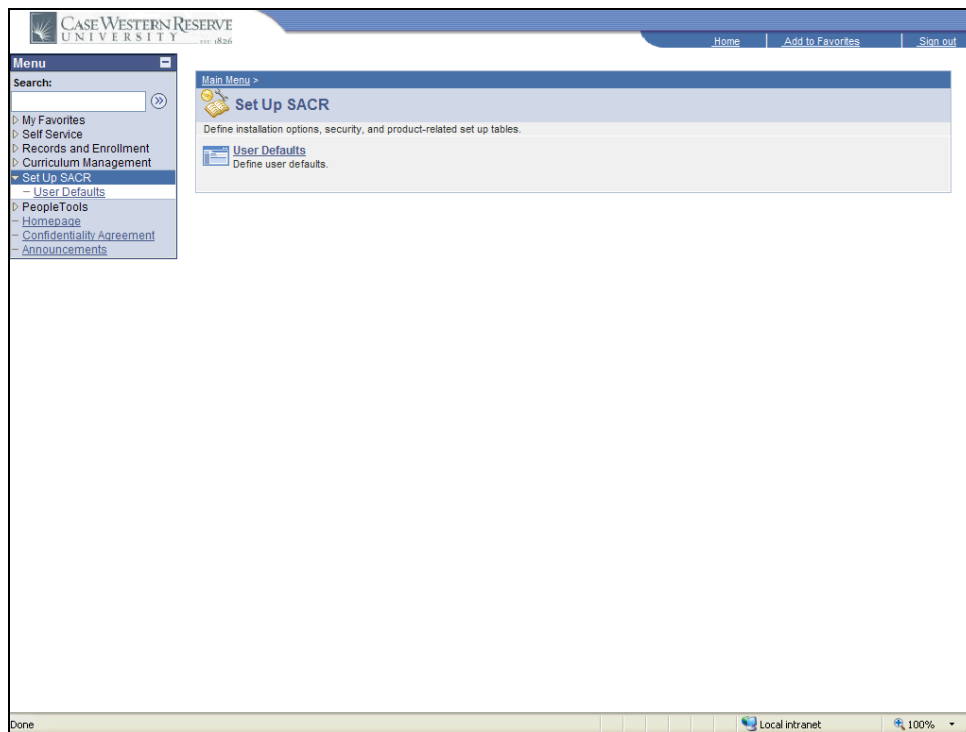 CASE WESTERN RESERVE
UNIVERSITY EST. 1826
Home Add to Favorites Sign out
Menu
Search:
My Favorites
Self Service
Records and Enrollment
Curriculum Management
Set Up SACR
User Defaults
PeopleTools
Homepage
Confidentiality Agreement
Announcements
Main Menu >
Set Up SACR
Define installation options, security, and product-related set up tables.
User Defaults
Define user defaults.
Done Local intranet 100%